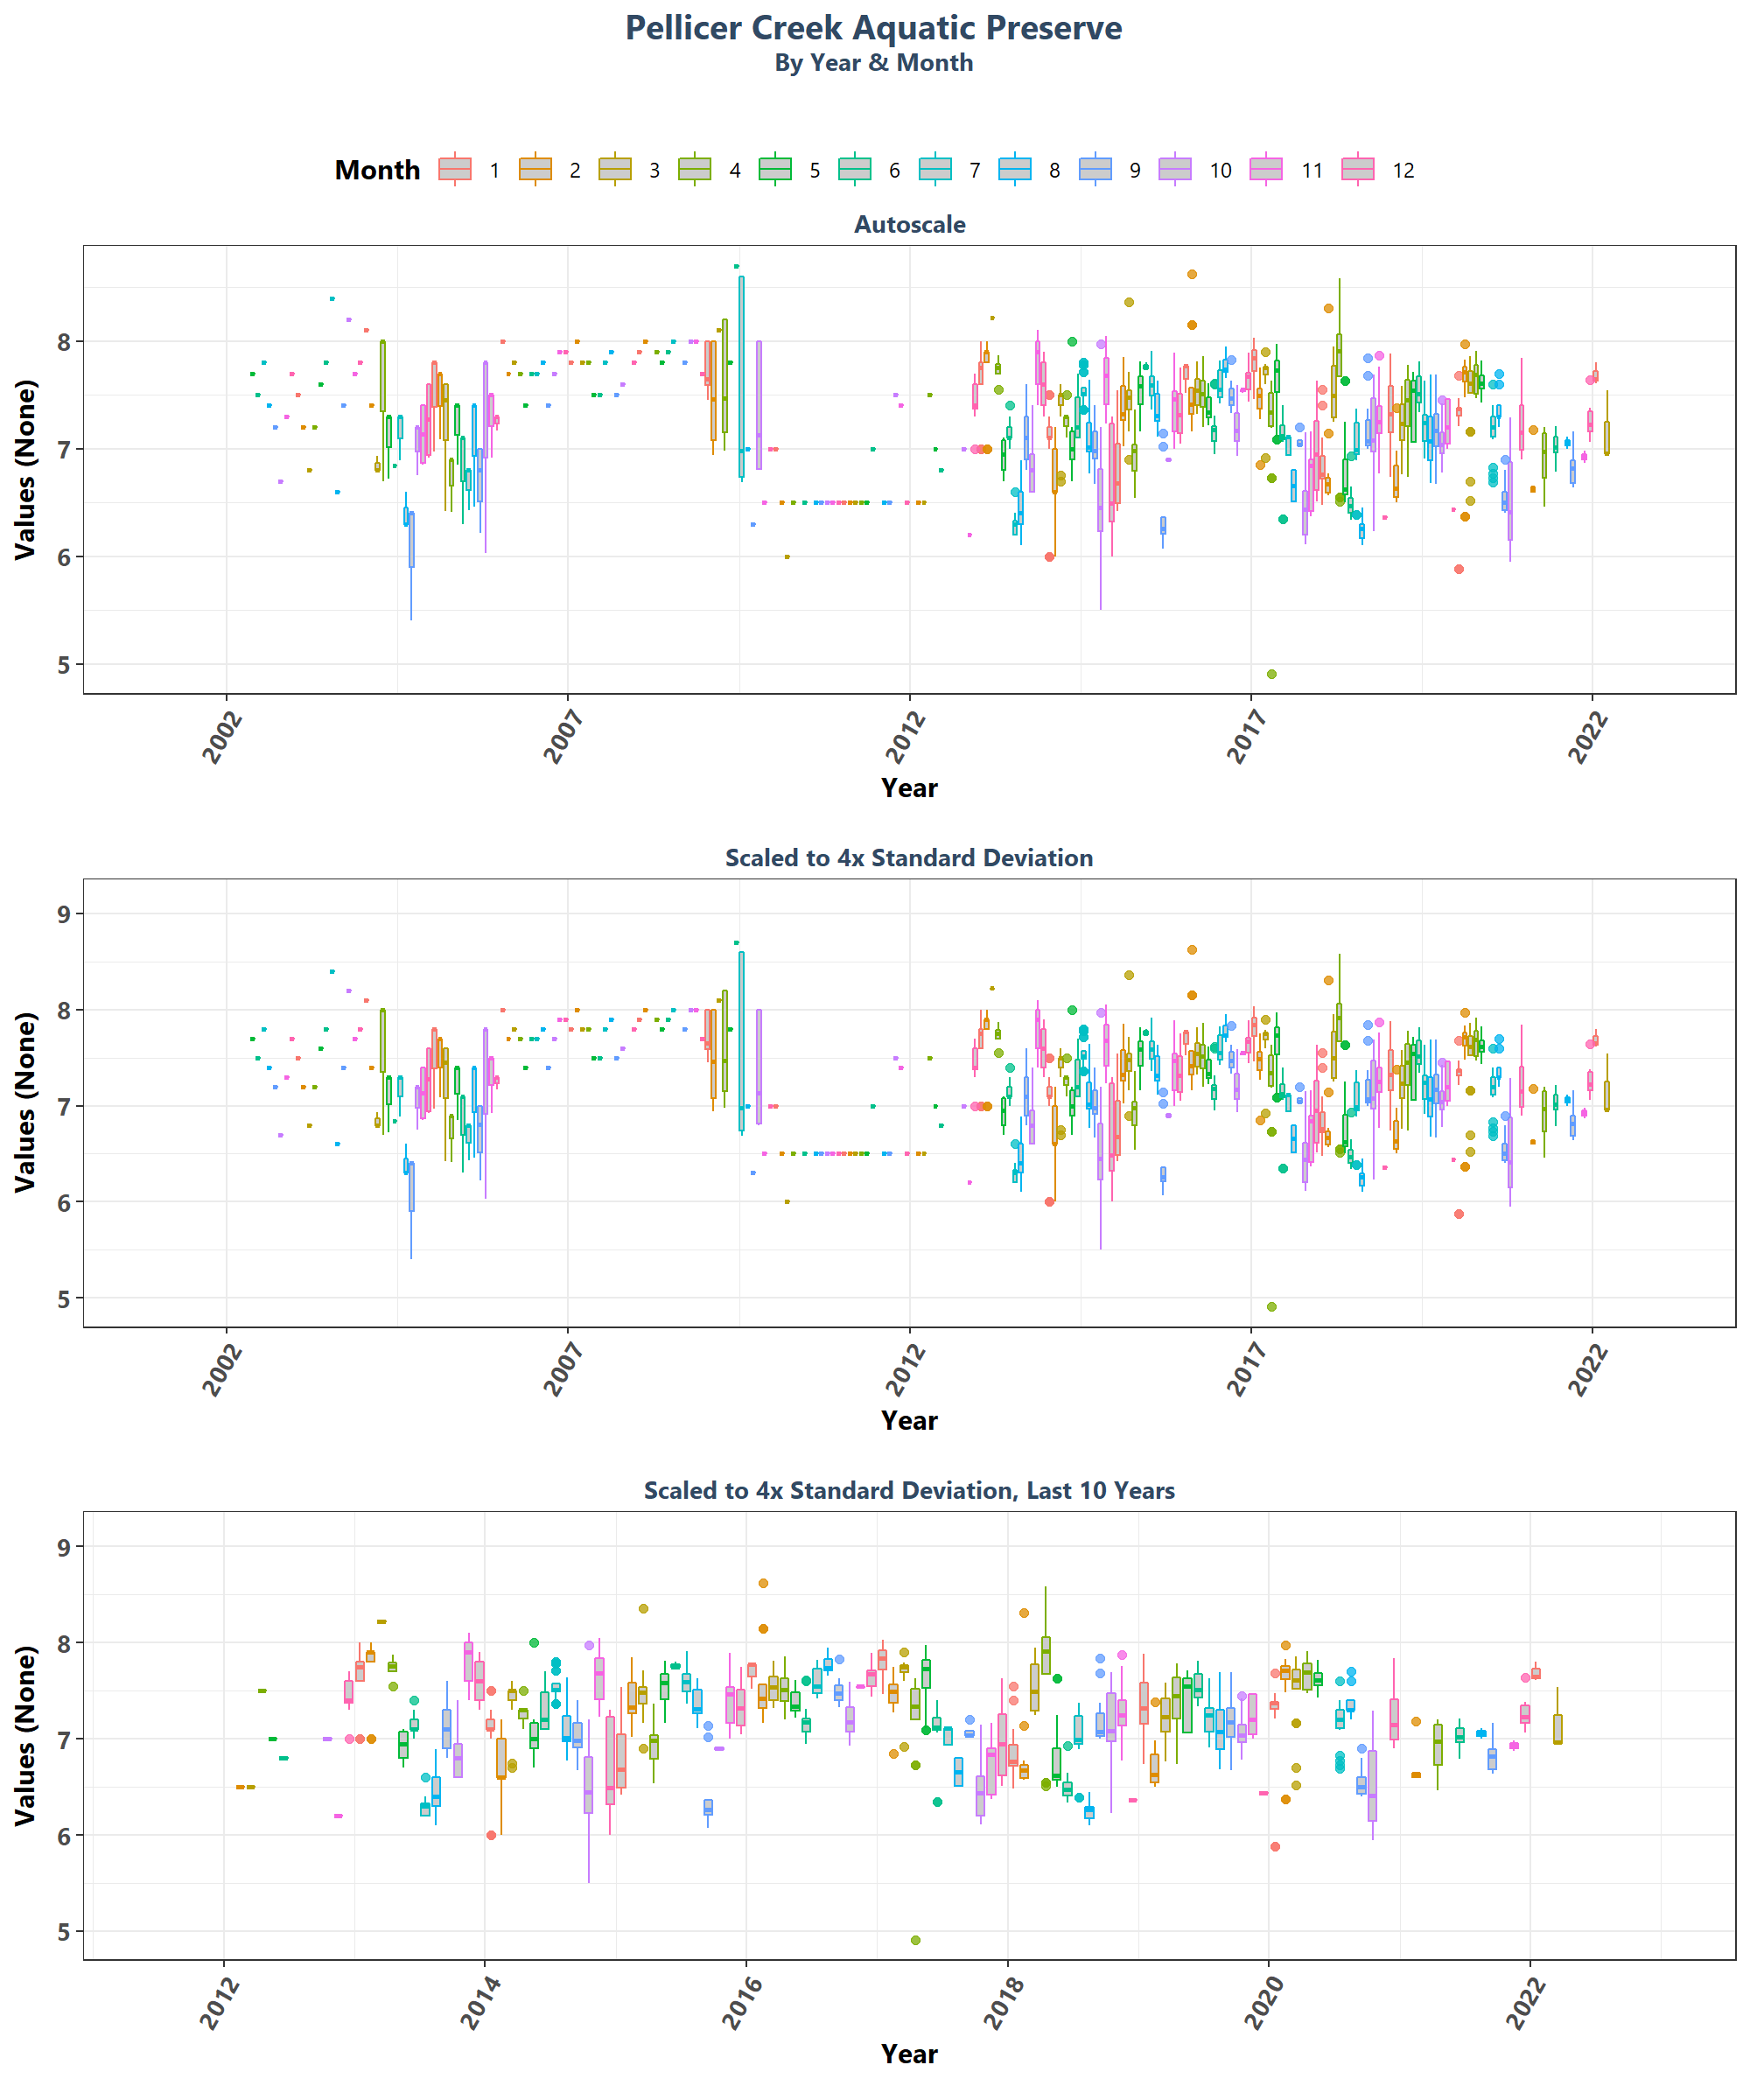 Pellicer Creek Aquatic Preserve
By Year & Month
Month 1 2 3 4 5 6 7 8 9 10 11 12
Autoscale
Values (None)
8
7
6
5
2002 2007 2012 2017 2022
Year
Scaled to 4x Standard Deviation
Values (None)
9
8
7
6
5
2002 2007 2012 2017 2022
Year
Scaled to 4x Standard Deviation, Last 10 Years
Values (None)
9
8
7
6
5
2012 2014 2016 2018 2020 2022
Year